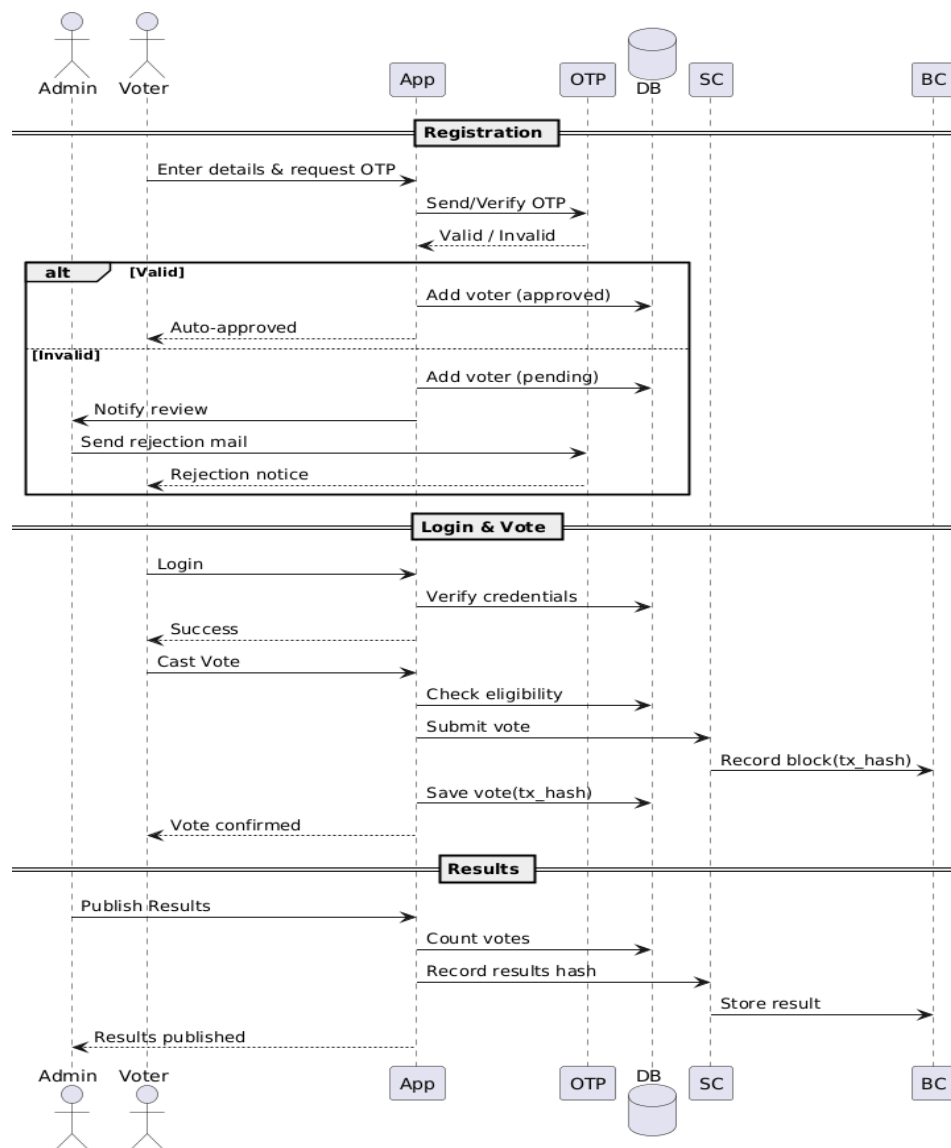 Admin Voter App OTP DB SC BC
Registration
Enter details & request OTP
Send/Verify OTP
Valid / Invalid
alt [Valid]
Add voter (approved)
Auto-approved
[Invalid]
Add voter (pending)
Notify review
Send rejection mail
Rejection notice
Login & Vote
Login
Verify credentials
Success
Cast Vote
Check eligibility
Submit vote
Record block(tx_hash)
Save vote(tx_hash)
Vote confirmed
Results
Publish Results
Count votes
Record results hash
Store result
Results published
Admin Voter App OTP DB SC BC